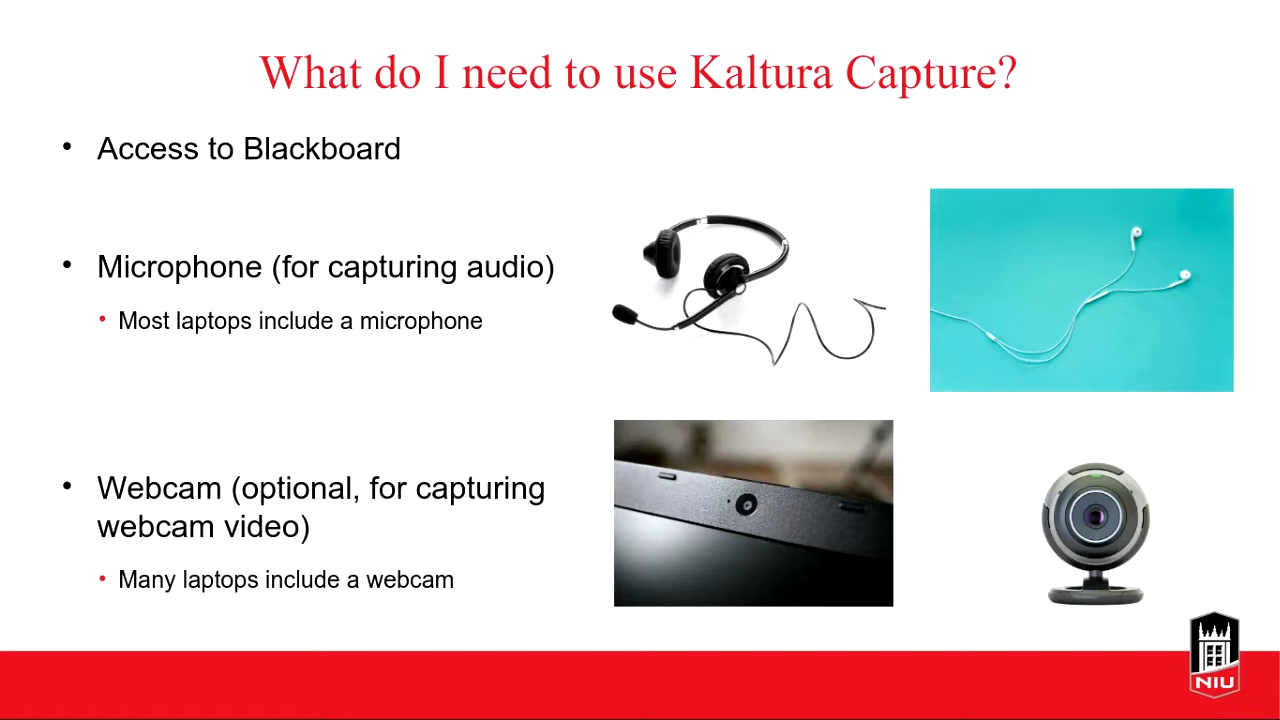 What do I need to use Kaltura Capture?
• Access to Blackboard
• Microphone (for capturing audio)
• Most laptops include a microphone
• Webcam (optional, for capturing
webcam video)
• Many laptops include a webcam
NIU